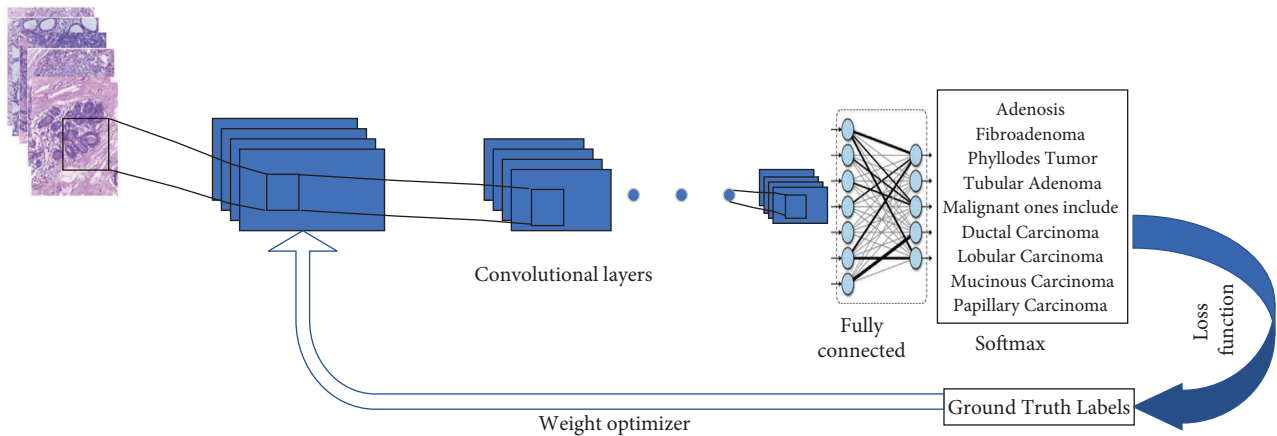 Convolutional layers
Fully
connected
Adenosis
Fibroadenoma
Phyllodes Tumor
Tubular Adenoma
Malignant ones include
Ductal Carcinoma
Lobular Carcinoma
Mucinous Carcinoma
Papillary Carcinoma
Softmax
Loss
function
Ground Truth Labels
Weight optimizer